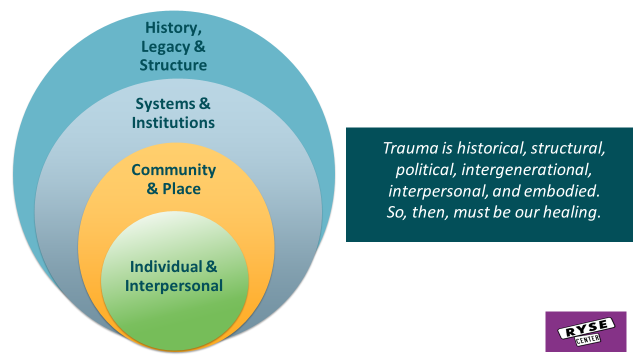 History,
Legacy &
Structure
Systems &
Institutions
Community
& Place
Individual &
Interpersonal
Trauma is historical, structural,
political, intergenerational,
interpersonal, and embodied.
So, then, must be our healing.
RYSE
CENTER